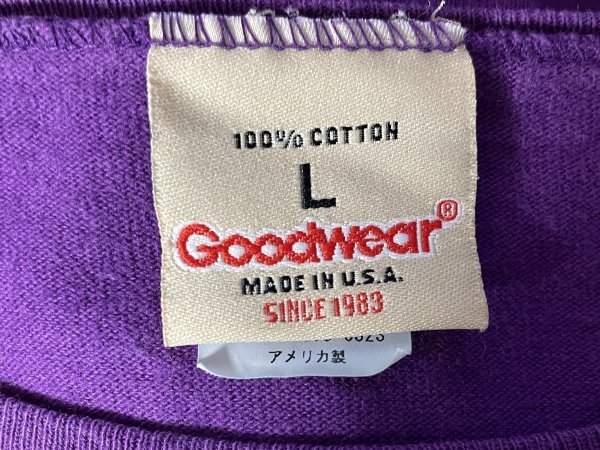 100% COTTON
L
Goodwear®
MADE IN U.S.A.
SINCE 1983
アメリカ製